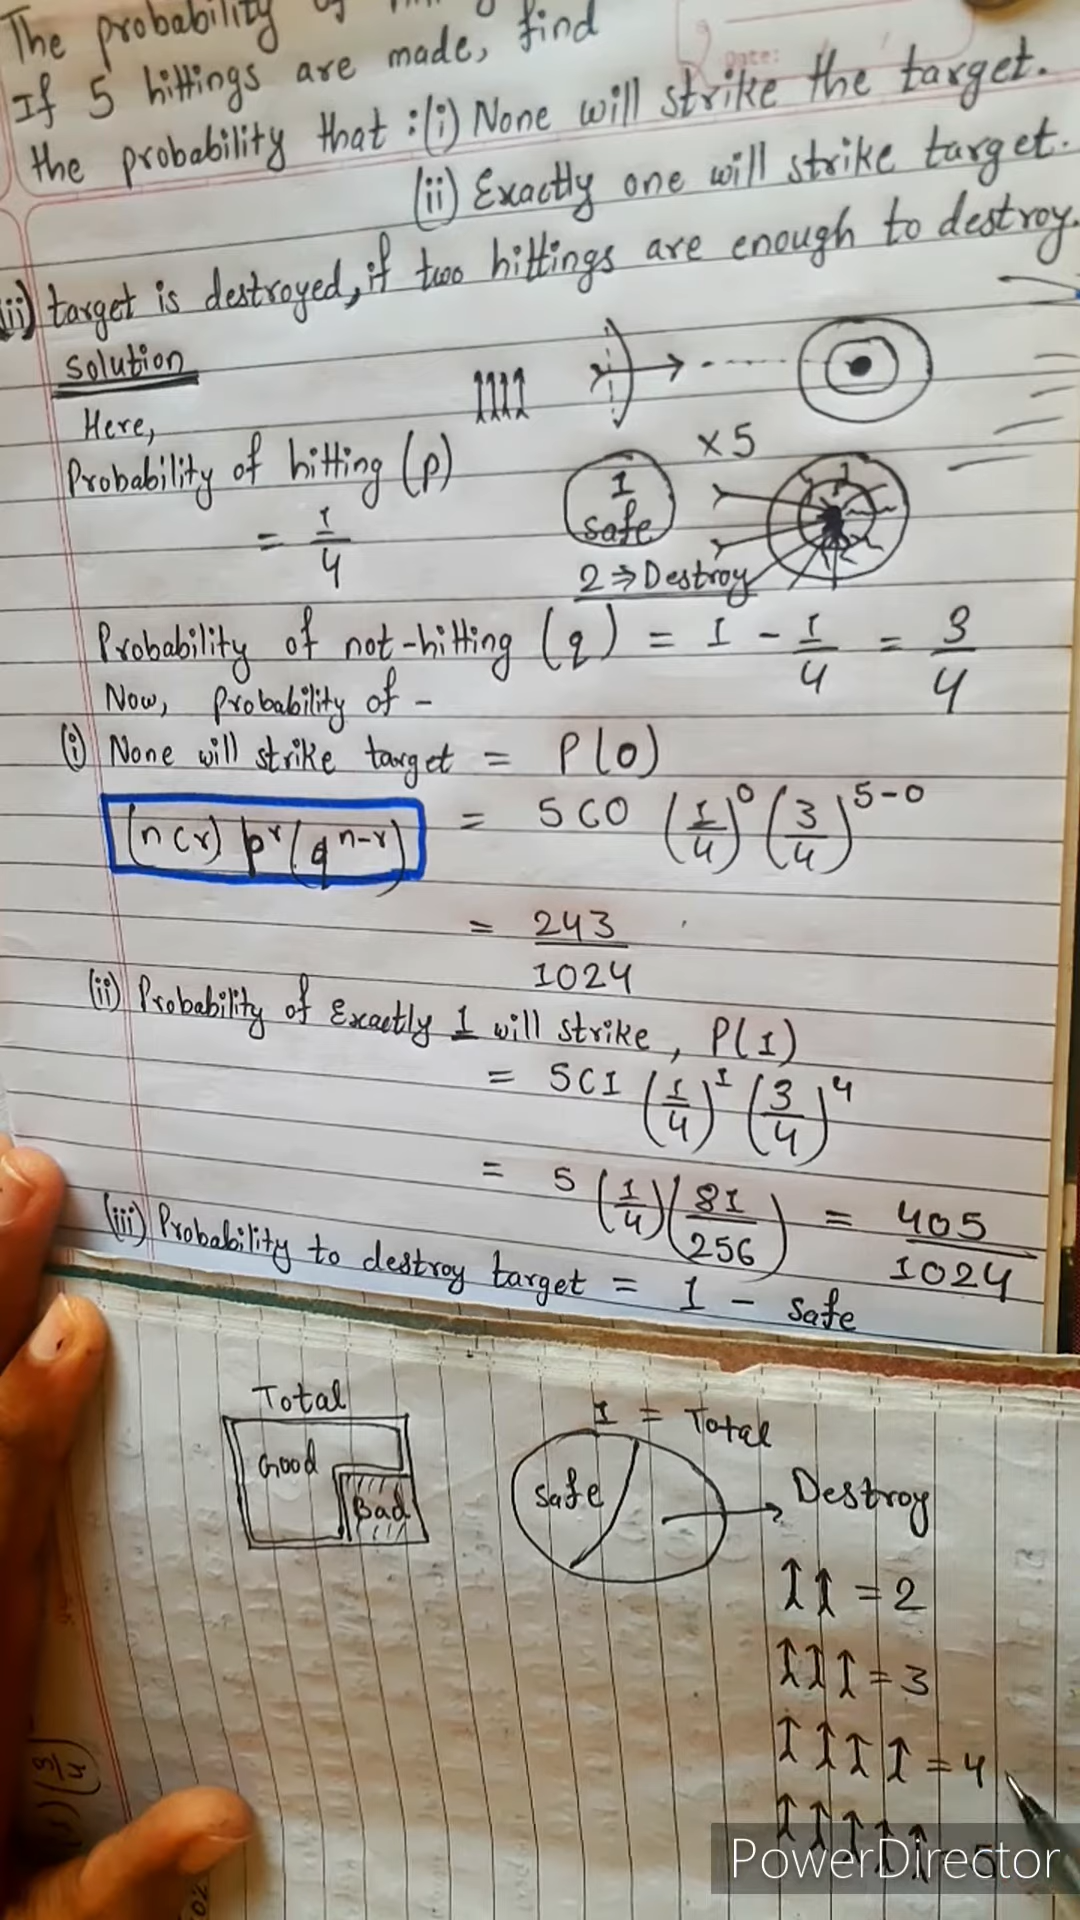 The probability of
If 5 hittings are made, find
the probability that :(i) None will strike the target.
(ii) Exactly one will strike target.
ii) target is destroyed, if two hittings are enough to destroy.
Solution
Here,
Probability of hitting (p)
= 1/4
×5
1
safe
2 ⇒ Destroy
Probability of not-hitting (q) = 1 - 1/4 = 3/4
Now, Probability of -
(i) None will strike target = P(0)
(nCr) p^r (q^n-r)
= 5C0 (1/4)^0 (3/4)^5-0
= 243/1024
(ii) Probability of Exactly 1 will strike, P(1)
= 5C1 (1/4)^1 (3/4)^4
= 5 (1/4)(81/256) = 405/1024
(iii) Probability to destroy target = 1 - safe
Total
Good
Bad
1 = Total
Safe
Destroy
= 2
= 3
= 4
5
PowerDirector